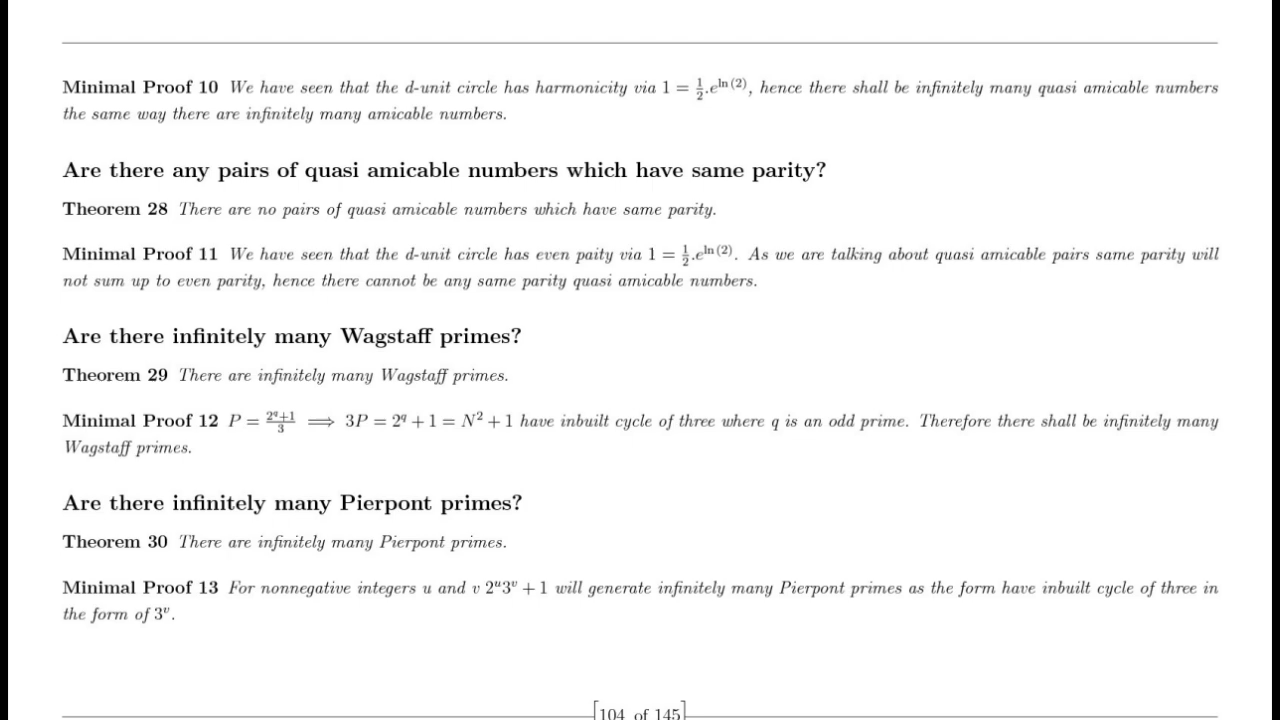 Minimal Proof 10 We have seen that the d-unit circle has harmonicity via 1 = \frac{1}{2}.e^{\ln(2)}, hence there shall be infinitely many quasi amicable numbers
the same way there are infinitely many amicable numbers.
Are there any pairs of quasi amicable numbers which have same parity?
Theorem 28 There are no pairs of quasi amicable numbers which have same parity.
Minimal Proof 11 We have seen that the d-unit circle has even paity via 1 = \frac{1}{2}.e^{\ln(2)}. As we are talking about quasi amicable pairs same parity will
not sum up to even parity, hence there cannot be any same parity quasi amicable numbers.
Are there infinitely many Wagstaff primes?
Theorem 29 There are infinitely many Wagstaff primes.
Minimal Proof 12 P = \frac{2^q+1}{3} ⟹ 3P = 2^q + 1 = N^2 + 1 have inbuilt cycle of three where q is an odd prime. Therefore there shall be infinitely many
Wagstaff primes.
Are there infinitely many Pierpont primes?
Theorem 30 There are infinitely many Pierpont primes.
Minimal Proof 13 For nonnegative integers u and v 2^u3^v + 1 will generate infinitely many Pierpont primes as the form have inbuilt cycle of three in
the form of 3^v.
[104 of 145]